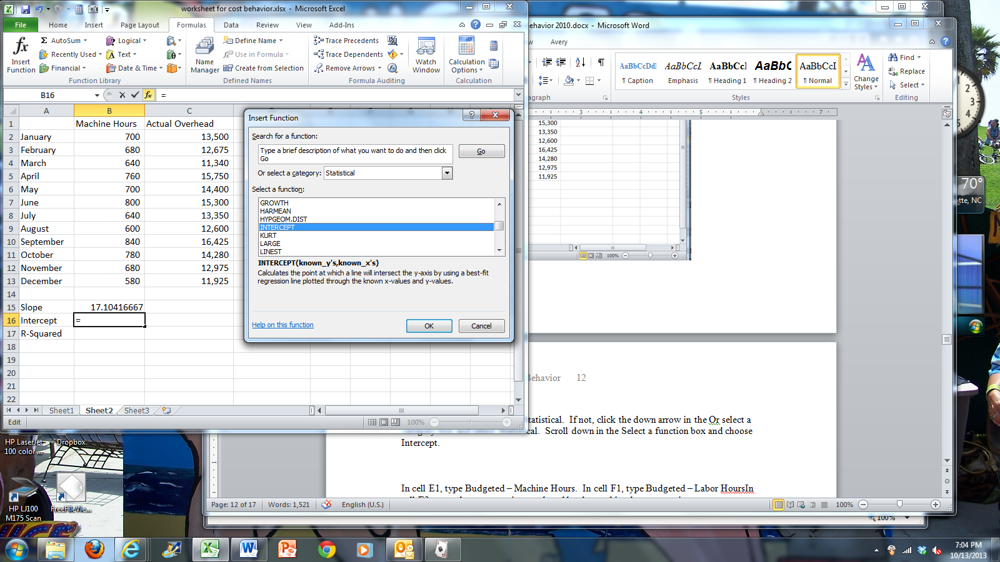 worksheet for cost behavior.xlsx - Microsoft Excel
File Home Insert Page Layout Formulas Data Review View Add-Ins
fx
Insert Function
Σ AutoSum
Recently Used
Financial
Logical
Text
Date & Time
Function Library
Name Manager
Define Name
Use in Formula
Create from Selection
Defined Names
Trace Precedents
Trace Dependents
Remove Arrows
Formula Auditing
Watch Window
Calculation Options
Calculation
B16 fx =
A B C
1 Machine Hours Actual Overhead
2 January 700 13,500
3 February 680 12,675
4 March 640 11,340
5 April 760 15,750
6 May 700 14,400
7 June 800 15,300
8 July 640 13,350
9 August 600 12,600
10 September 840 16,425
11 October 780 14,280
12 November 680 12,975
13 December 580 11,925
14
15 Slope 17.10416667
16 Intercept =
17 R-Squared
18
19
20
21
22
Sheet1 Sheet2 Sheet3
Edit 100%
Insert Function
Search for a function:
Type a brief description of what you want to do and then click
Go
Go
Or select a category: Statistical
Select a function:
GROWTH
HARMEAN
HYPGEOM.DIST
INTERCEPT
KURT
LARGE
LINEST
INTERCEPT(known_y's,known_x's)
Calculates the point at which a line will intersect the y-axis by using a best-fit
regression line plotted through the known x-values and y-values.
Help on this function OK Cancel
ehavior 2010.docx - Microsoft Word
w Avery
agraph
AaBbCcDd ¶ Caption
AaBbCcI Emphasis
AaBbCcI ¶ Heading 1
AaBbC ¶ Heading 2
AaBbCcI ¶ Normal
Change Styles
Styles
Find
Replace
Select
Editing
3 4 5 7
15,300
13,350
12,600
16,425
14,280
12,975
11,925
100%
Behavior 12
tatistical. If not, click the down arrow in the Or select a
cal. Scroll down in the Select a function box and choose
Intercept.
In cell E1, type Budgeted – Machine Hours. In cell F1, type Budgeted – Labor HoursIn
Page: 12 of 17 Words: 1,521 English (U.S.) 100%
100%
1 2 3
70°
tte, NC
HP LaserJet
100 color ...
Dropbox
HP LJ100
M175 Scan
FreeFileVie...
7:04 PM
10/13/2013